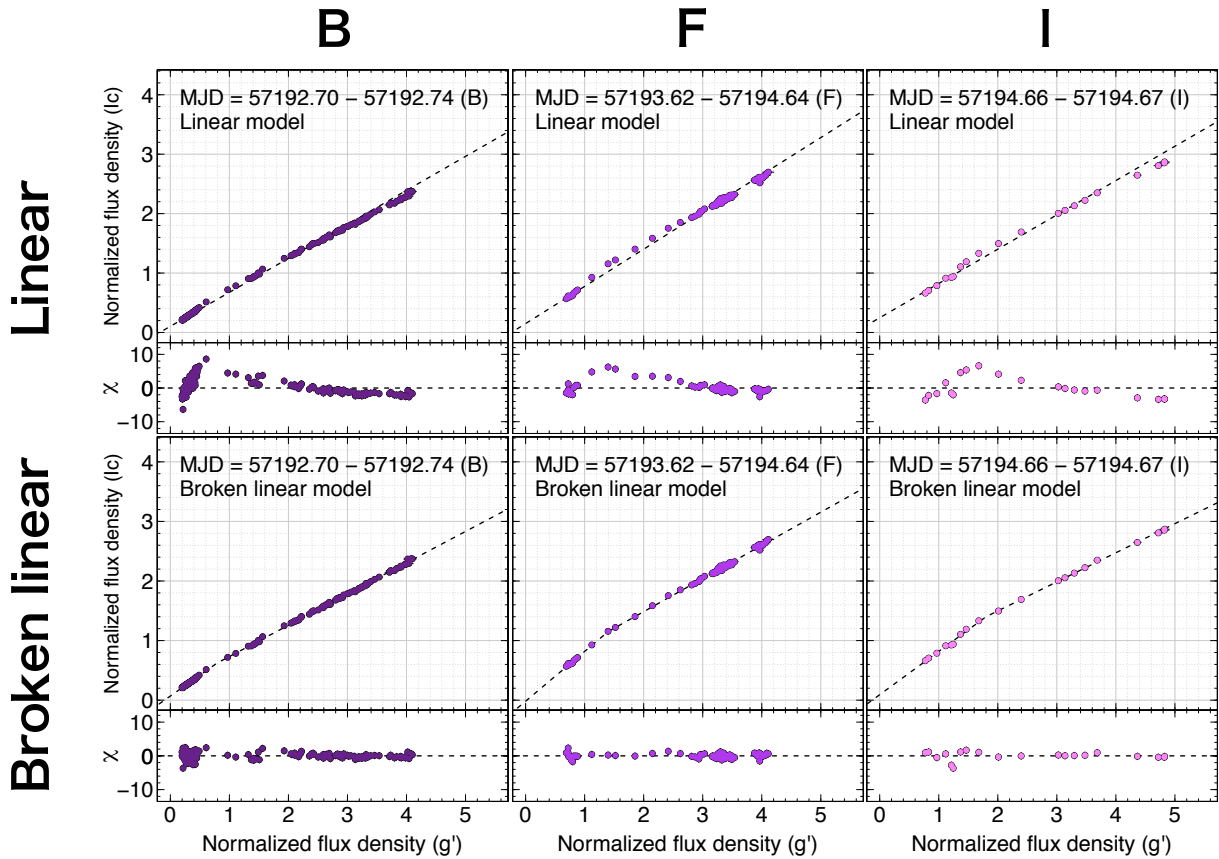 B F I
Linear
Normalized flux density (Ic)
4
3
2
1
0
MJD = 57192.70 − 57192.74 (B)
Linear model
MJD = 57193.62 − 57194.64 (F)
Linear model
MJD = 57194.66 − 57194.67 (I)
Linear model
χ
10
0
−10
Broken linear
Normalized flux density (Ic)
4
3
2
1
0
MJD = 57192.70 − 57192.74 (B)
Broken linear model
MJD = 57193.62 − 57194.64 (F)
Broken linear model
MJD = 57194.66 − 57194.67 (I)
Broken linear model
χ
10
0
−10
0 1 2 3 4 5 0 1 2 3 4 5 0 1 2 3 4 5
Normalized flux density (g') Normalized flux density (g') Normalized flux density (g')